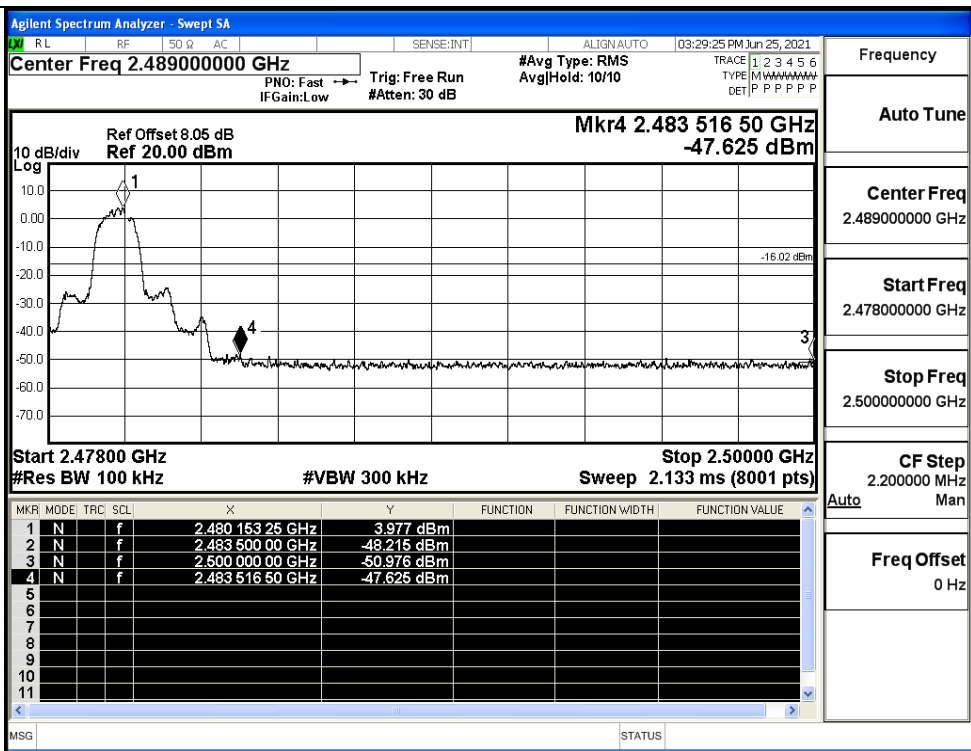 Agilent Spectrum Analyzer - Swept SA
LXI RL RF 50 Ω AC SENSE:INT ALIGN AUTO 03:29:25 PM Jun 25, 2021
Center Freq 2.489000000 GHz #Avg Type: RMS TRACE 1 2 3 4 5 6
PNO: Fast Trig: Free Run Avg|Hold: 10/10 TYPE M W W W W W
IFGain:Low #Atten: 30 dB DET P P P P P P
Ref Offset 8.05 dB Mkr4 2.483 516 50 GHz
10 dB/div Ref 20.00 dBm -47.625 dBm
Log
1
10.0
0.00
-10.0
-16.02 dBm
-20.0
-30.0
-40.0
4
3
-50.0
-60.0
-70.0
Start 2.47800 GHz Stop 2.50000 GHz
#Res BW 100 kHz #VBW 300 kHz Sweep 2.133 ms (8001 pts)
MKR MODE TRC SCL X Y FUNCTION FUNCTION WIDTH FUNCTION VALUE
1 N f 2.480 153 25 GHz 3.977 dBm
2 N f 2.483 500 00 GHz -48.215 dBm
3 N f 2.500 000 00 GHz -50.976 dBm
4 N f 2.483 516 50 GHz -47.625 dBm
5
6
7
8
9
10
11
MSG STATUS
Frequency
Auto Tune
Center Freq
2.489000000 GHz
Start Freq
2.478000000 GHz
Stop Freq
2.500000000 GHz
CF Step
2.200000 MHz
Auto Man
Freq Offset
0 Hz